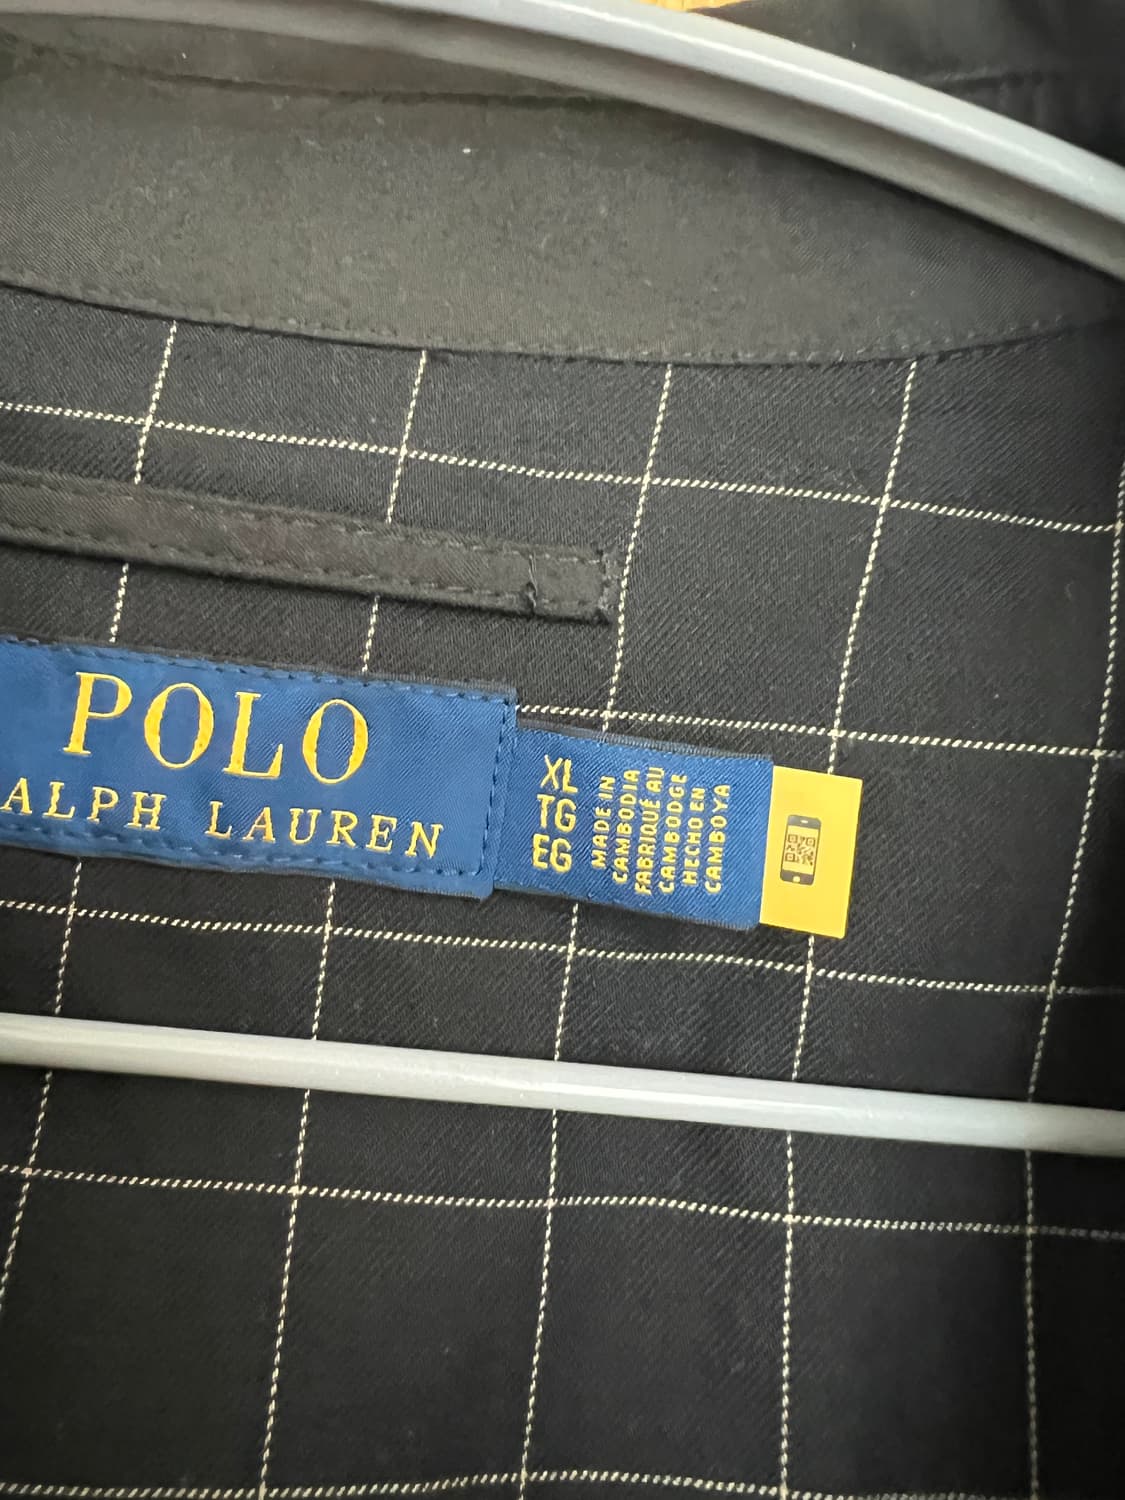 POLO
ALPH LAUREN
XL
TG
EG
MADE IN
CAMBODIA
FABRIQUÉ AU
CAMBODGE
HECHO EN
CAMBOYA